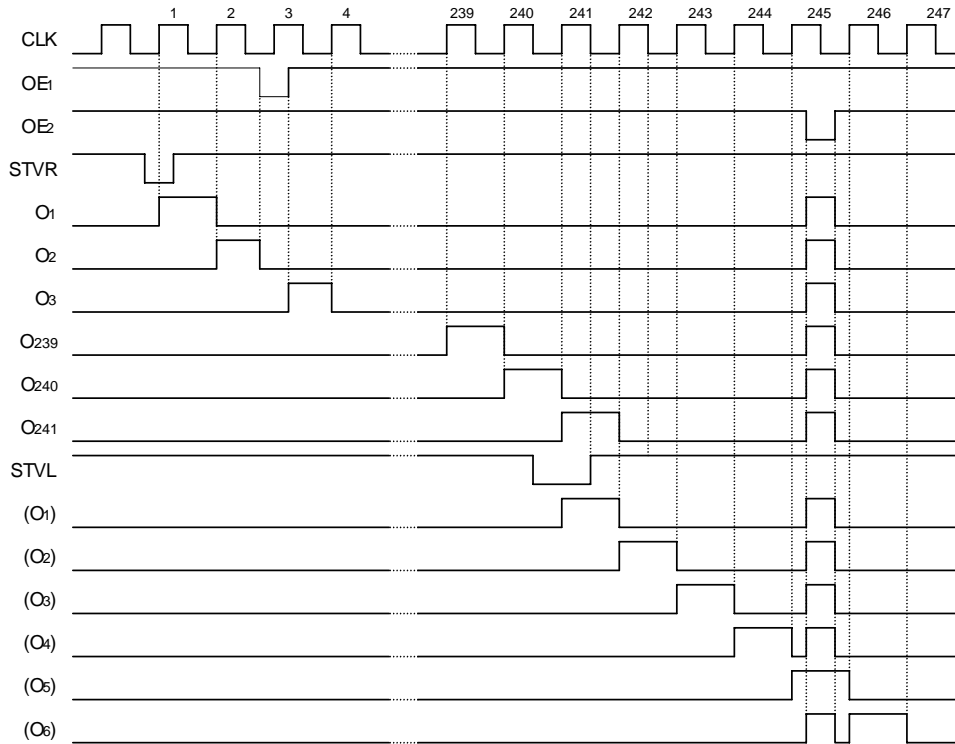 1 2 3 4 239 240 241 242 243 244 245 246 247
CLK
OE1
OE2
STVR
O1
O2
O3
O239
O240
O241
STVL
(O1)
(O2)
(O3)
(O4)
(O5)
(O6)